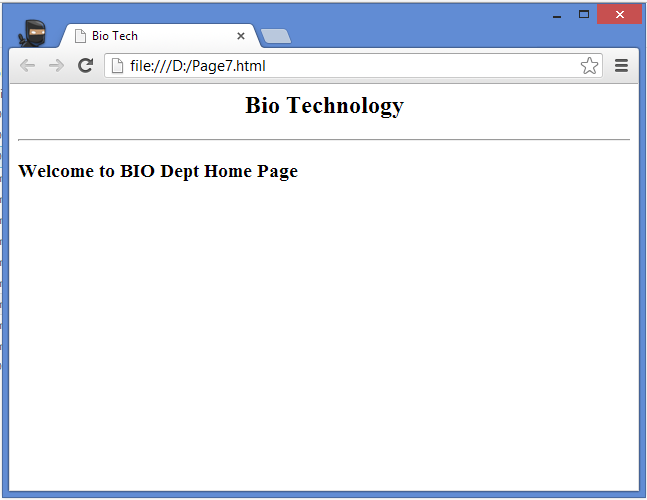 Bio Tech
file:///D:/Page7.html
Bio Technology
Welcome to BIO Dept Home Page